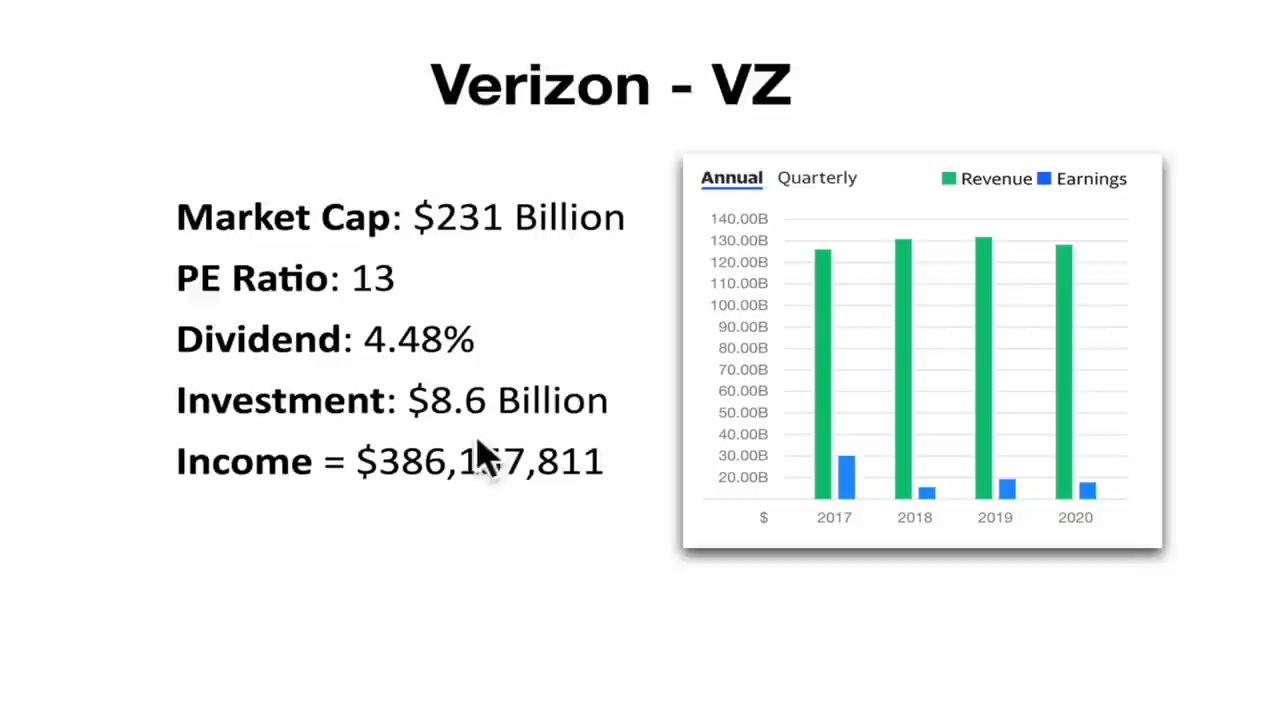 Verizon - VZ
Market Cap: $231 Billion
PE Ratio: 13
Dividend: 4.48%
Investment: $8.6 Billion
Income =
Annual Quarterly Revenue Earnings
140.00B
130.00B
120.00B
110.00B
100.00B
90.00B
80.00B
70.00B
60.00B
50.00B
40.00B
30.00B
20.00B
$ 2017 2018 2019 2020